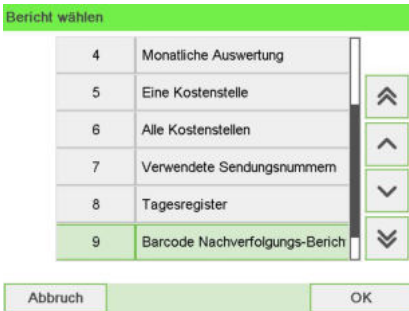 Bericht wählen
4 Monatliche Auswertung
5 Eine Kostenstelle
6 Alle Kostenstellen
7 Verwendete Sendungsnummern
8 Tagesregister
9 Barcode Nachverfolgungs-Berich
Abbruch OK